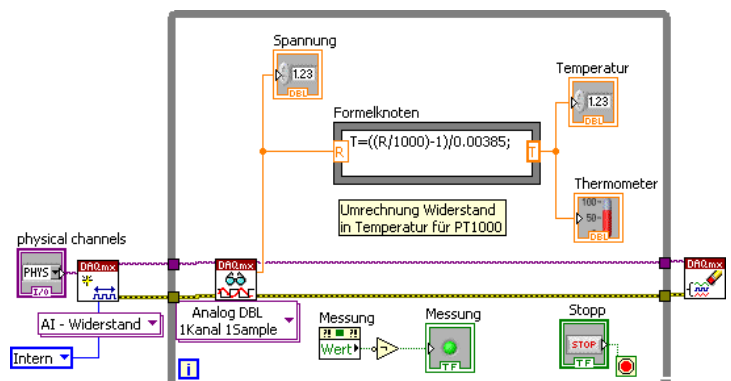 Spannung
1.23
DBL
Temperatur
1.23
DBL
Formelknoten
R
T=((R/1000)-1)/0.00385;
T
Thermometer
100-
50-
DBL
Umrechnung Widerstand
in Temperatur für PT1000
physical channels
PHYS
I/O
DAQmx
DAQmx
DAQmx
AI - Widerstand
Analog DBL
1Kanal 1Sample
Intern
Messung
?! ?!
Wert
Messung
TF
Stopp
STOP
TF
i